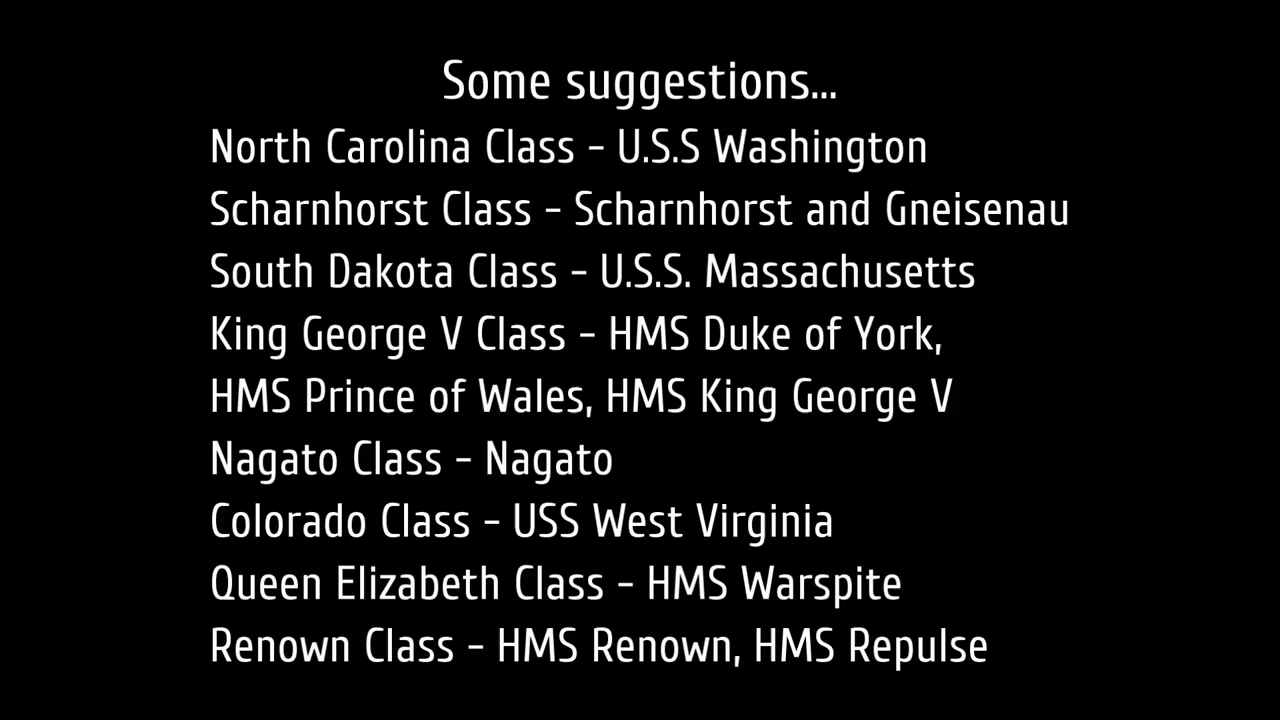 Some suggestions...
North Carolina Class - U.S.S Washington
Scharnhorst Class - Scharnhorst and Gneisenau
South Dakota Class - U.S.S. Massachusetts
King George V Class - HMS Duke of York,
HMS Prince of Wales, HMS King George V
Nagato Class - Nagato
Colorado Class - USS West Virginia
Queen Elizabeth Class - HMS Warspite
Renown Class - HMS Renown, HMS Repulse